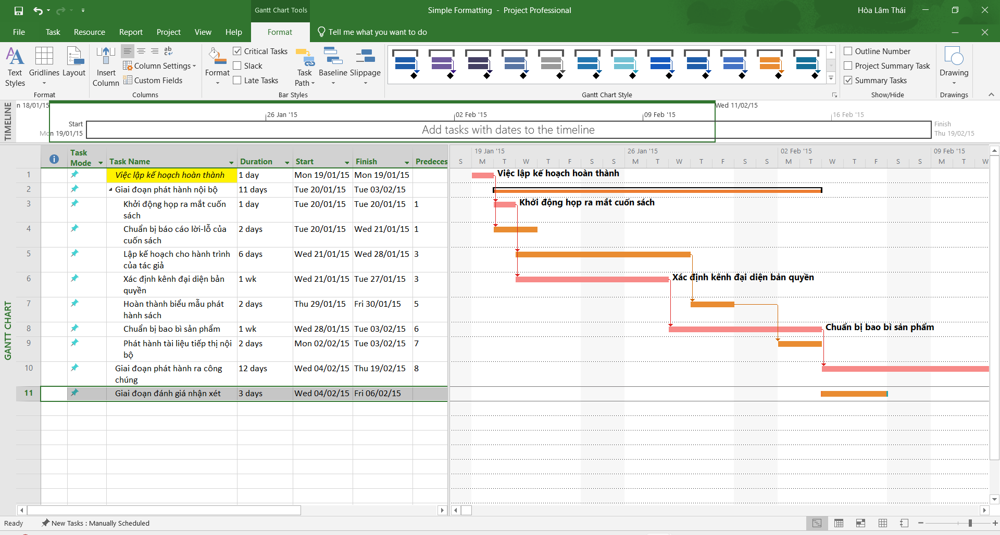 Gantt Chart Tools
Simple Formatting - Project Professional
Hòa Lâm Thái
File Task Resource Report Project View Help Format Tell me what you want to do
Text Styles
Gridlines
Layout
Format
Insert Column
Column Settings
Custom Fields
Columns
Format
Critical Tasks
Slack
Late Tasks
Task Path
Baseline
Slippage
Bar Styles
Gantt Chart Style
Outline Number
Project Summary Task
Summary Tasks
Show/Hide
Drawing
Drawings
TIMELINE
n 18/01/15
Wed 11/02/15
26 Jan '15 02 Feb '15 09 Feb '15 16 Feb '15
Start
Mon 19/01/15
Add tasks with dates to the timeline
Finish
Thu 19/02/15
GANTT CHART
Task Mode Task Name Duration Start Finish Predeces
19 Jan '15 26 Jan '15 02 Feb '15 09 Feb '15
S M T W T F S S M T W T F S S M T W T F S S M T W
1 Việc lập kế hoạch hoàn thành 1 day Mon 19/01/15 Mon 19/01/15
Việc lập kế hoạch hoàn thành
2 Giai đoạn phát hành nội bộ 11 days Tue 20/01/15 Tue 03/02/15
3 Khởi động họp ra mắt cuốn 1 day Tue 20/01/15 Tue 20/01/15 1
sách
Khởi động họp ra mắt cuốn sách
4 Chuẩn bị báo cáo lời-lỗ của 2 days Tue 20/01/15 Wed 21/01/15 1
cuốn sách
5 Lập kế hoạch cho hành trình 6 days Wed 21/01/15 Wed 28/01/15 3
của tác giả
6 Xác định kênh đại diện bản 1 wk Wed 21/01/15 Tue 27/01/15 3
quyền
Xác định kênh đại diện bản quyền
7 Hoàn thành biểu mẫu phát 2 days Thu 29/01/15 Fri 30/01/15 5
hành sách
8 Chuẩn bị bao bì sản phẩm 1 wk Wed 28/01/15 Tue 03/02/15 6
Chuẩn bị bao bì sản phẩm
9 Phát hành tài liệu tiếp thị nội 2 days Mon 02/02/15 Tue 03/02/15 7
bộ
10 Giai đoạn phát hành ra công 12 days Wed 04/02/15 Thu 19/02/15 8
chúng
11 Giai đoạn đánh giá nhận xét 3 days Wed 04/02/15 Fri 06/02/15
Ready New Tasks : Manually Scheduled